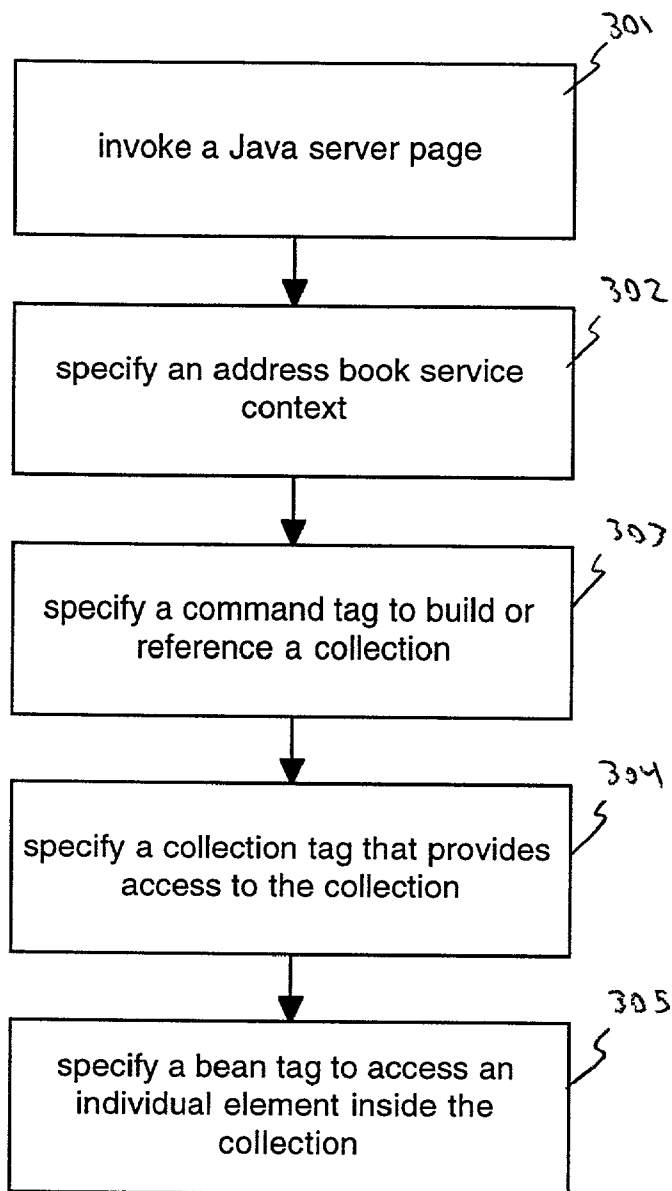 301
invoke a Java server page
302
specify an address book service
context
303
specify a command tag to build or
reference a collection
304
specify a collection tag that provides
access to the collection
305
specify a bean tag to access an
individual element inside the
collection